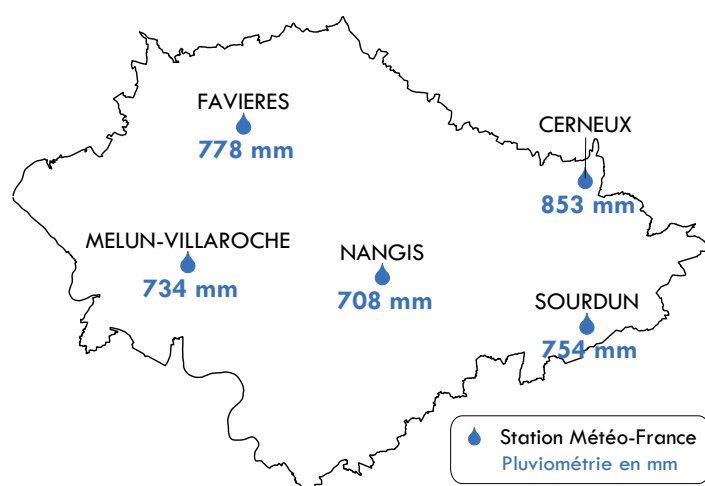 FAVIERES
778 mm
CERNEUX
853 mm
MELUN-VILLAROCHE
734 mm
NANGIS
708 mm
SOURDUN
754 mm
Station Météo-France
Pluviométrie en mm